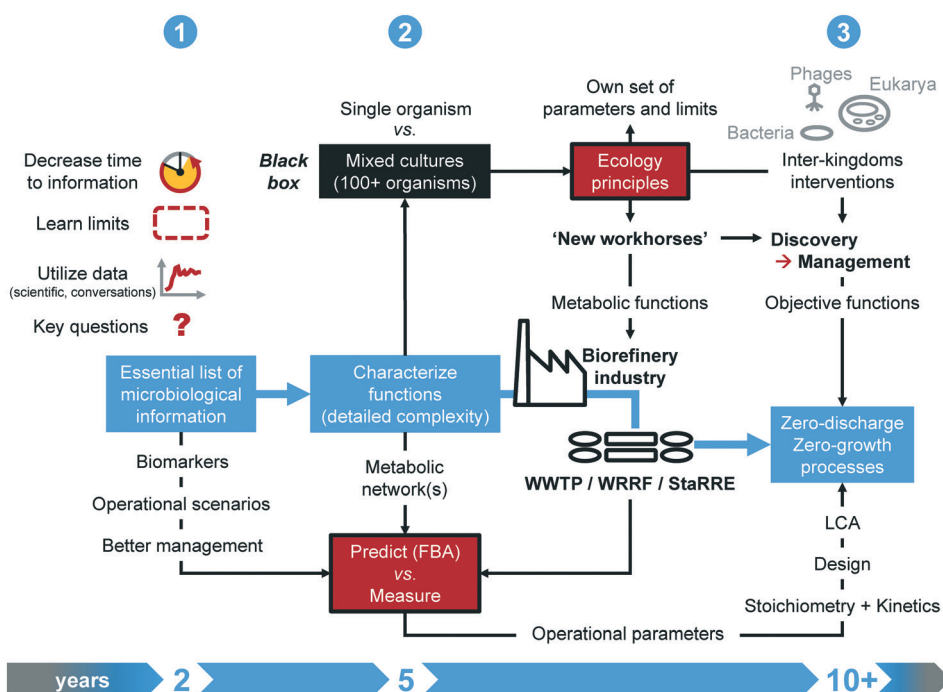 1
2
3
Phages
Eukarya
Bacteria
Own set of
parameters and limits
Single organism
vs.
Black
box
Mixed cultures
(100+ organisms)
Ecology
principles
Inter-kingdoms
interventions
Decrease time
to information
Learn limits
Utilize data
(scientific, conversations)
Key questions
?
'New workhorses'
Discovery
→ Management
Metabolic functions
Objective functions
Biorefinery
industry
Essential list of
microbiological
information
Characterize
functions
(detailed complexity)
Zero-discharge
Zero-growth
processes
WWTP / WRRF / StaRRE
Biomarkers
Operational scenarios
Better management
Metabolic
network(s)
Predict (FBA)
vs.
Measure
LCA
Design
Stoichiometry + Kinetics
Operational parameters
years
2
5
10+